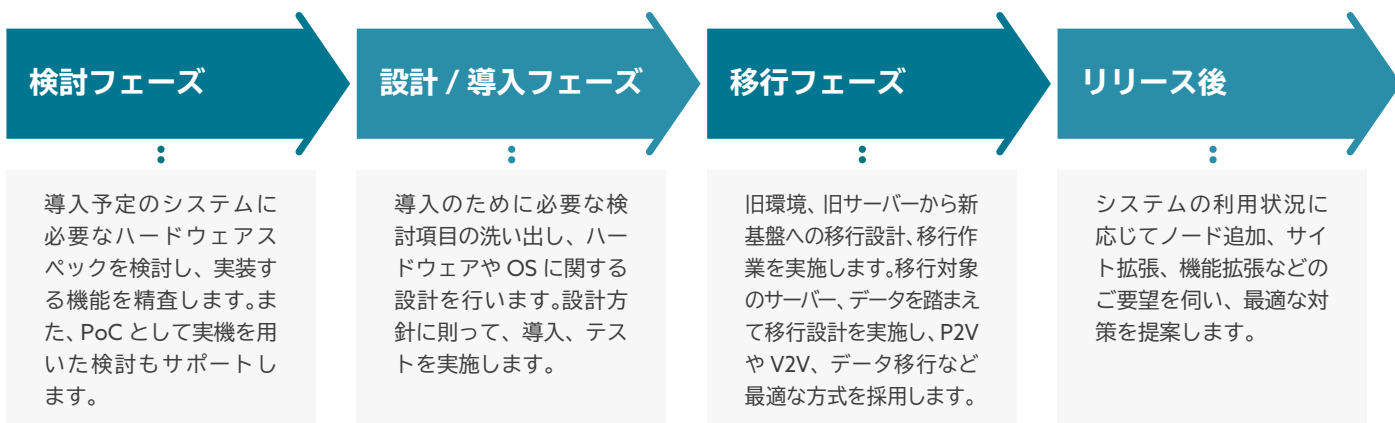 検討フェーズ
導入予定のシステムに
必要なハードウェアス
ペックを検討し、実装す
る機能を精査します。ま
た、PoC として実機を用
いた検討もサポートし
ます。
設計 / 導入フェーズ
導入のために必要な検
討項目の洗い出し、ハー
ドウェアや OS に関する
設計を行います。設計方
針に則って、導入、テス
トを実施します。
移行フェーズ
旧環境、旧サーバーから新
基盤への移行設計、移行作
業を実施します。移行対象
のサーバー、データを踏まえ
て移行設計を実施し、P2V
や V2V、データ移行など
最適な方式を採用します。
リリース後
システムの利用状況に
応じてノード追加、サイ
ト拡張、機能拡張などの
ご要望を伺い、最適な対
策を提案します。